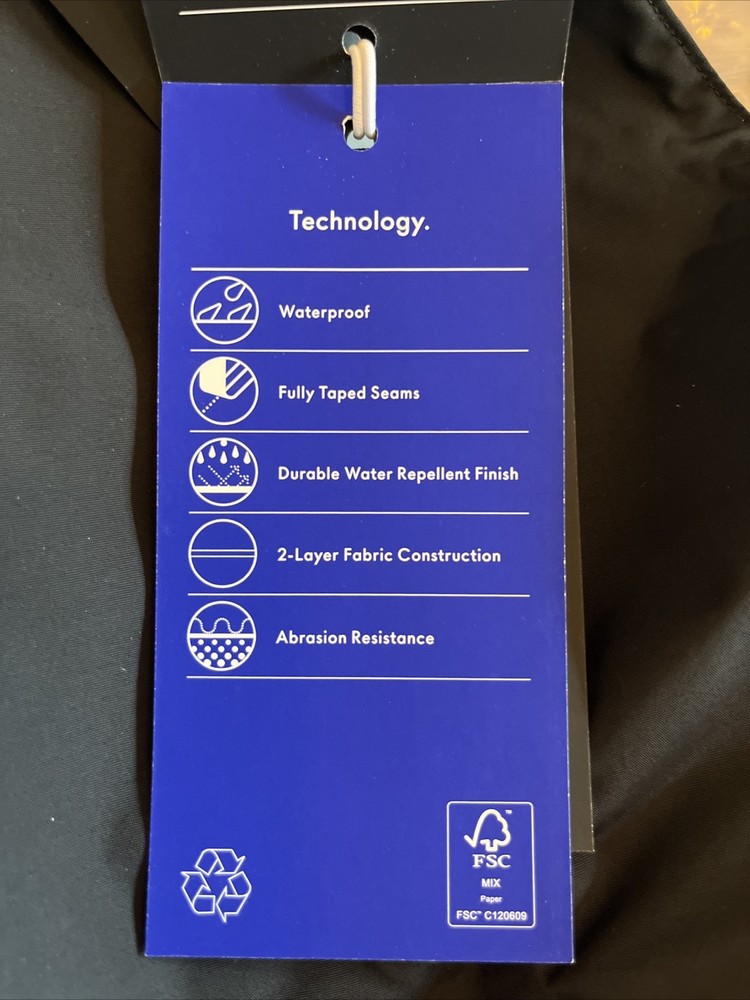 Technology.
Waterproof
Fully Taped Seams
Durable Water Repellent Finish
2-Layer Fabric Construction
Abrasion Resistance
™
FSC
MIX
Paper
FSC™ C120609